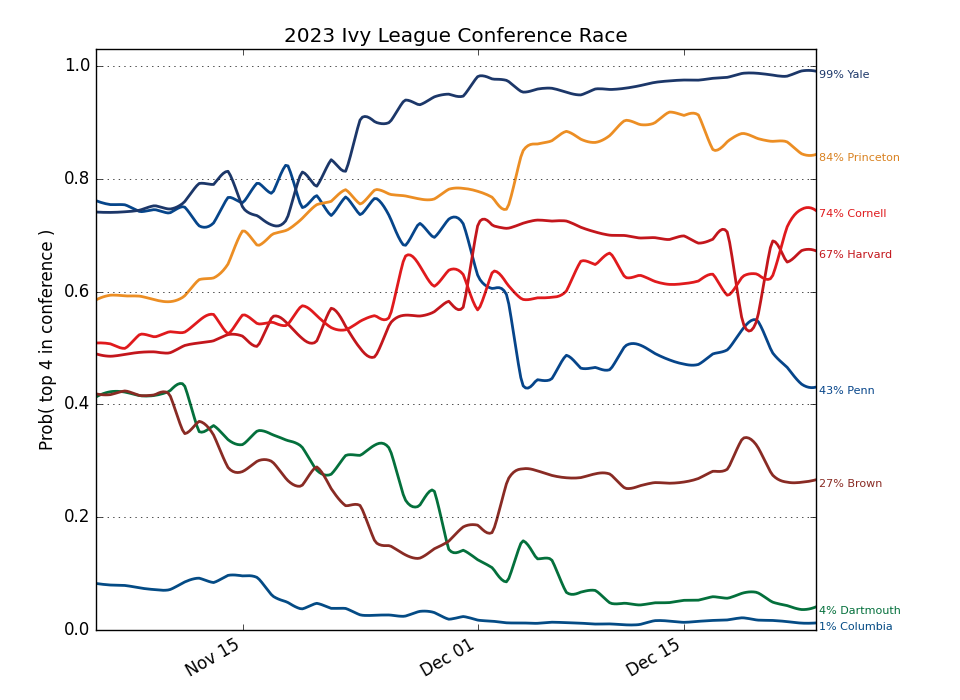 2023 Ivy League Conference Race
Prob( top 4 in conference )
1.0
0.8
0.6
0.4
0.2
0.0
Nov 15
Dec 01
Dec 15
99% Yale
84% Princeton
74% Cornell
67% Harvard
43% Penn
27% Brown
4% Dartmouth
1% Columbia